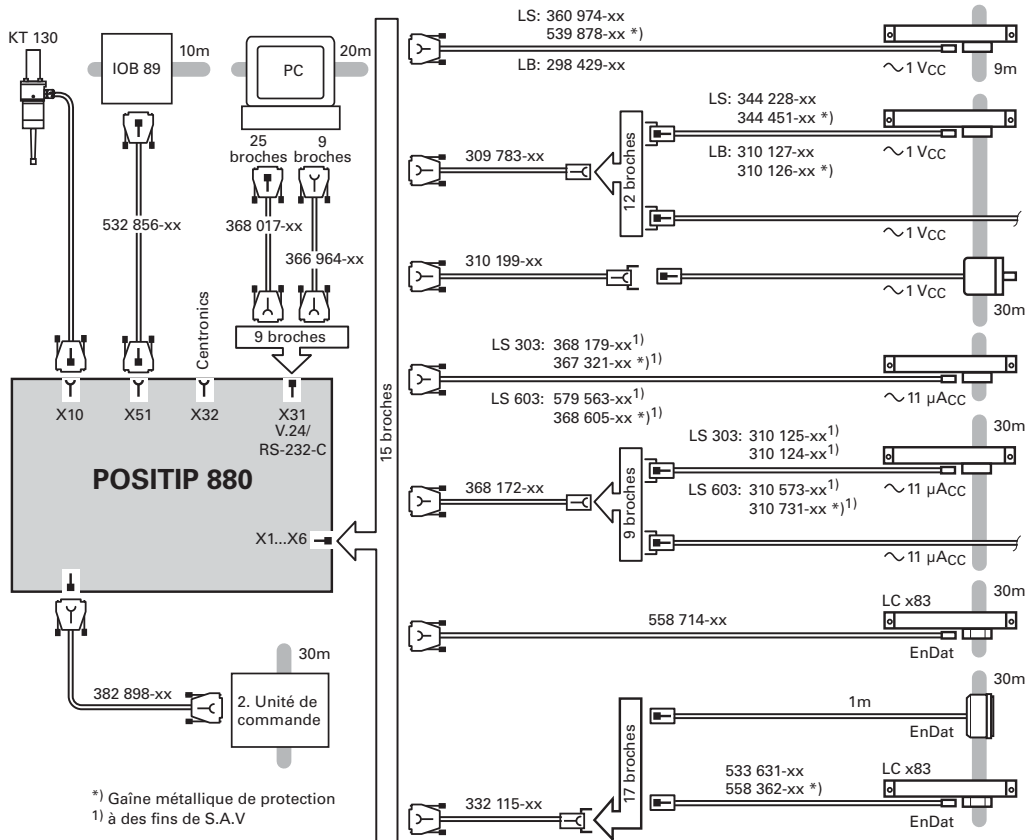 KT 130
IOB 89
10m
PC
20m
25
broches
9
broches
532 856-xx
368 017-xx
366 964-xx
Centronics
9 broches
X10
X51
X32
X31
V.24/
RS-232-C
POSITIP 880
X1...X6
382 898-xx
30m
2. Unité de
commande
*) Gaîne métallique de protection
1) à des fins de S.A.V
15 broches
LS: 360 974-xx
539 878-xx *)
LB: 298 429-xx
~1 VCC
9m
309 783-xx
12 broches
LS: 344 228-xx
344 451-xx *)
LB: 310 127-xx
310 126-xx *)
~1 VCC
~1 VCC
310 199-xx
~1 VCC
30m
LS 303: 368 179-xx1)
367 321-xx *)1)
LS 603: 579 563-xx1)
368 605-xx *)1)
~11 µACC
30m
368 172-xx
9 broches
LS 303: 310 125-xx1)
310 124-xx1)
LS 603: 310 573-xx1)
310 731-xx *)1)
~11 µACC
~11 µACC
558 714-xx
LC x83
30m
EnDat
17 broches
1m
30m
EnDat
332 115-xx
533 631-xx
558 362-xx *)
LC x83
EnDat